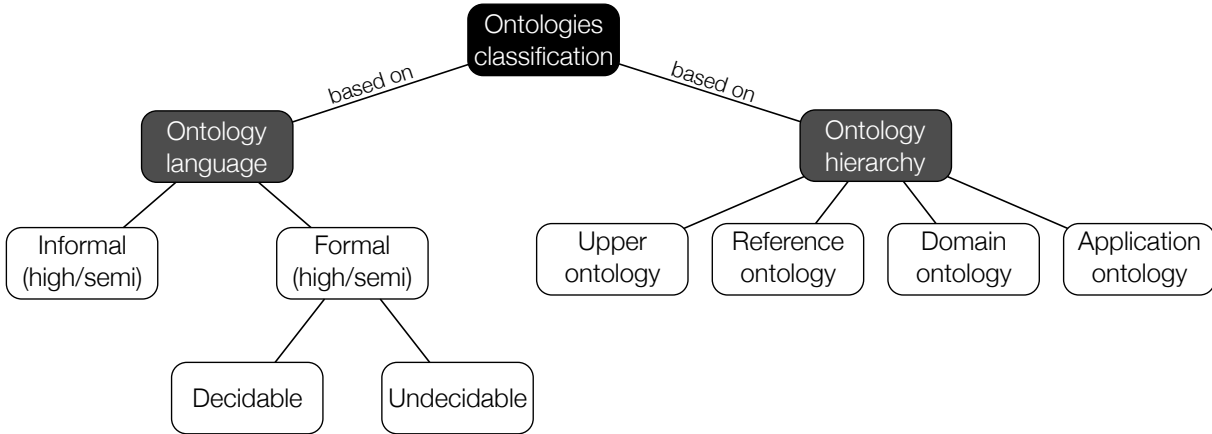 Ontologies
classification
based on
based on
Ontology
language
Ontology
hierarchy
Informal
(high/semi)
Formal
(high/semi)
Upper
ontology
Reference
ontology
Domain
ontology
Application
ontology
Decidable
Undecidable